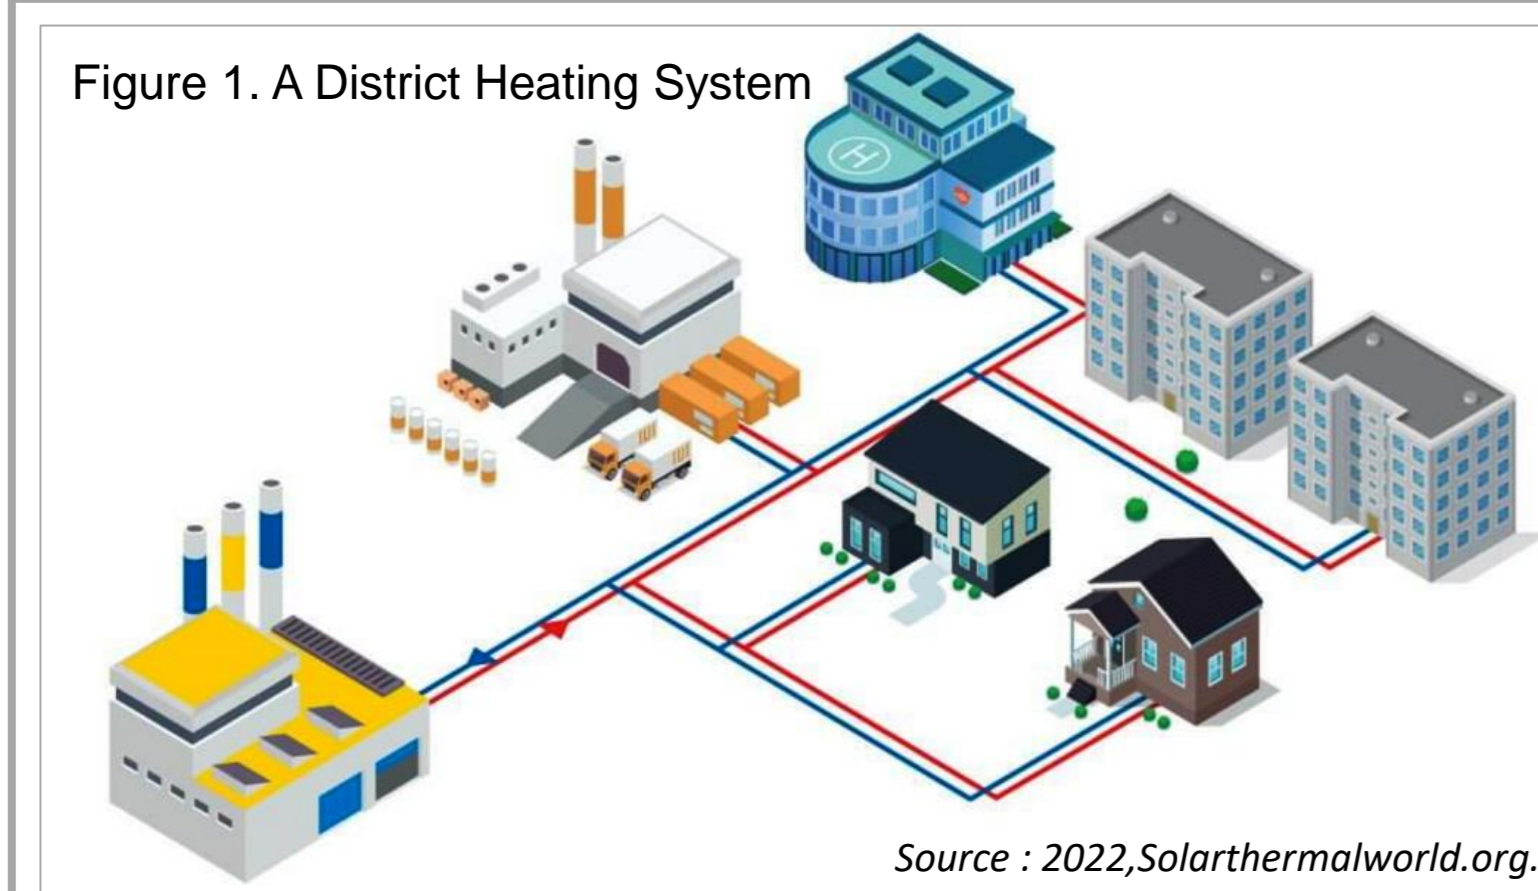 Figure 1. A District Heating System
H
Source : 2022,Solarthermalworld.org.